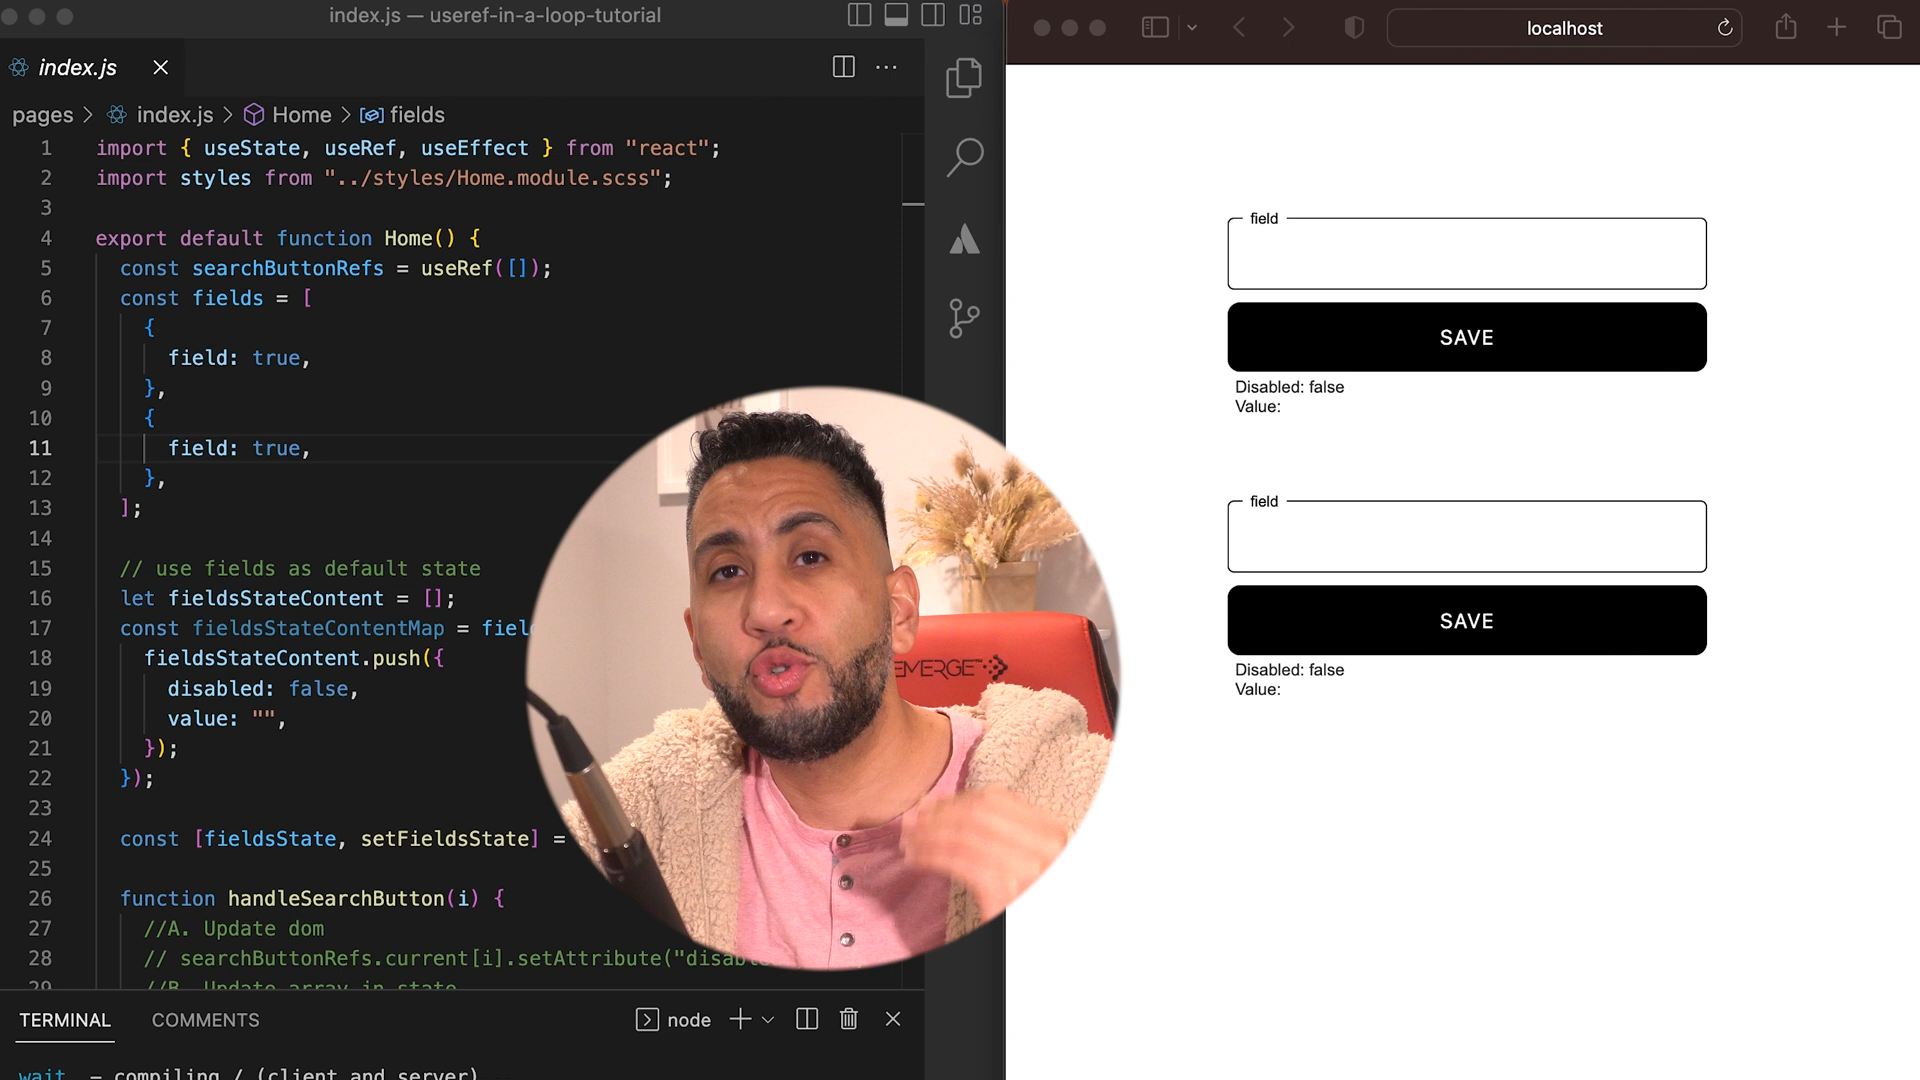 index.js — useref-in-a-loop-tutorial
index.js
pages > index.js > Home > fields
1 import { useState, useRef, useEffect } from "react";
2 import styles from "../styles/Home.module.scss";
3
4 export default function Home() {
5 const searchButtonRefs = useRef([]);
6 const fields = [
7 {
8 field: true,
9 },
10 {
11 field: true,
12 },
13 ];
14
15 // use fields as default state
16 let fieldsStateContent = [];
17 const fieldsStateContentMap =
18 fieldsStateContent.push({
19 disabled: false,
20 value: "",
21 });
22 });
23
24 const [fieldsState, setFieldsState] =
25
26 function handleSearchButton(i) {
27 //A. Update dom
28 // searchButtonRefs.current[i].setAttribute(
29 //B. Update array in state
TERMINAL COMMENTS
node
wait - compiling / (client and server)
EMERGE
localhost
field
SAVE
Disabled: false
Value:
field
SAVE
Disabled: false
Value: